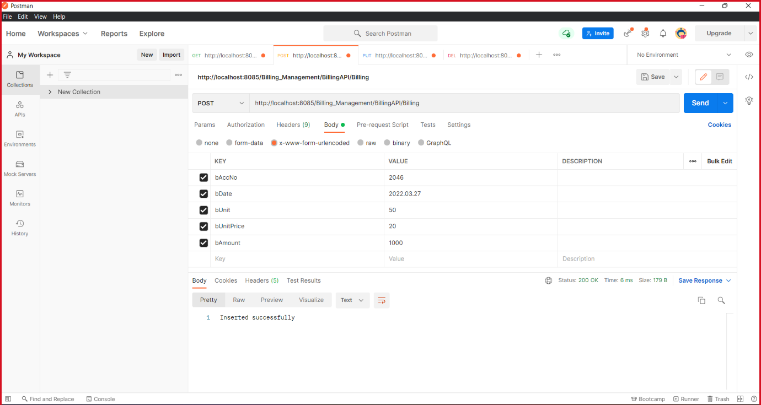 Postman
File Edit View Help
Home Workspaces Reports Explore
Search Postman
Invite
Upgrade
My Workspace New Import
GET http://localhost:80...
POST http://localhost:8...
PUT http://localhost:80...
DEL http://localhost:80...
No Environment
Collections
APIs
Environments
Mock Servers
Monitors
History
New Collection
http://localhost:8085/Billing_Management/BillingAPI/Billing
Save
POST http://localhost:8085/Billing_Management/BillingAPI/Billing Send
Params Authorization Headers (9) Body Pre-request Script Tests Settings Cookies
none form-data x-www-form-urlencoded raw binary GraphQL
KEY VALUE DESCRIPTION Bulk Edit
bAccNo 2046
bDate 2022.03.27
bUnit 50
bUnitPrice 20
bAmount 1000
Key Value Description
Body Cookies Headers (5) Test Results Status: 200 OK Time: 6 ms Size: 179 B Save Response
Pretty Raw Preview Visualize Text
1 Inserted successfully
Find and Replace Console Bootcamp Runner Trash